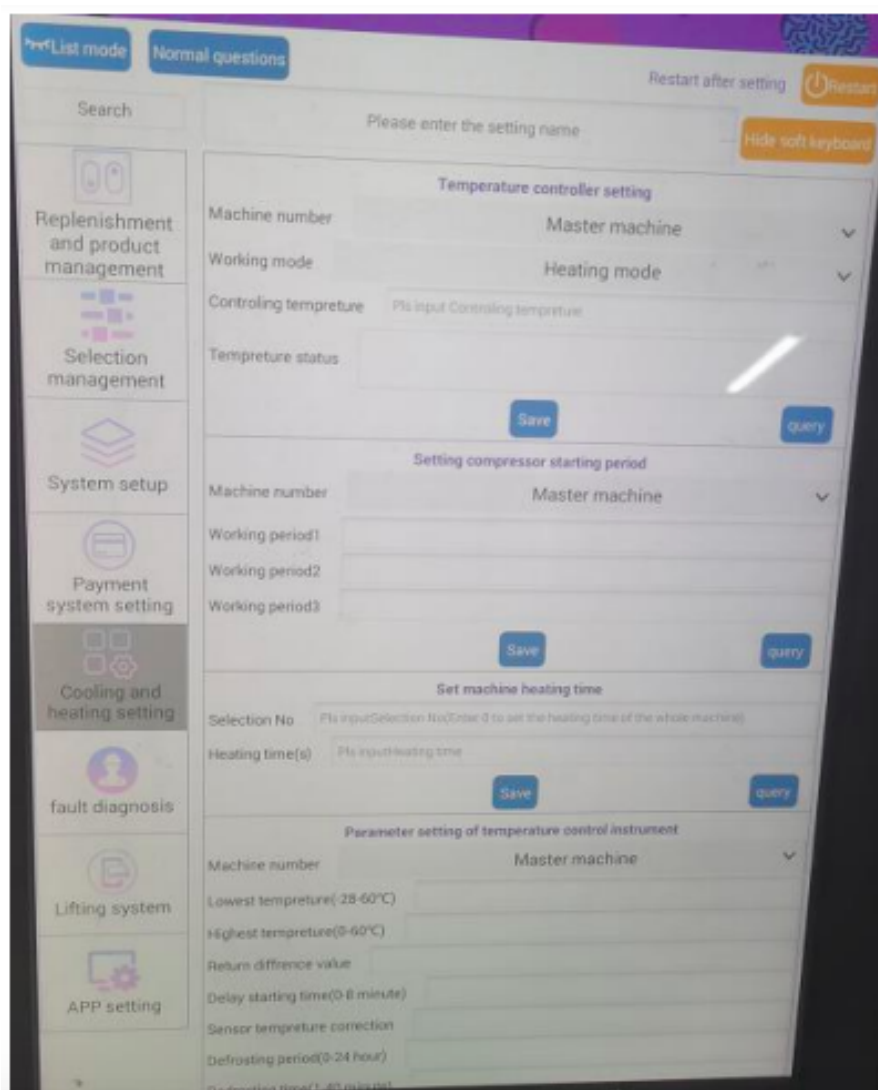 List mode
Normal questions
Restart after setting
Restart
Search
Please enter the setting name
Hide soft keyboard
Replenishment
and product
management
Selection
management
System setup
Payment
system setting
Cooling and
heating setting
fault diagnosis
Lifting system
APP setting
Temperature controller setting
Machine number
Master machine
Working mode
Heating mode
Controling tempreture
Pls input Controling tempreture
Tempreture status
Save
query
Setting compressor starting period
Machine number
Master machine
Working period1
Working period2
Working period3
Save
query
Set machine heating time
Selection No
Pls inputSelection No(Enter 0 to set the heating time of the whole machine)
Heating time(s)
Pls inputHeating time
Save
query
Parameter setting of temperature control instrument
Machine number
Master machine
Lowest tempreture(-28-60℃)
Highest tempreture(0-60℃)
Return diffrence value
Delay starting time(0-8 minute)
Sensor tempreture correction
Defrosting period(0-24 hour)